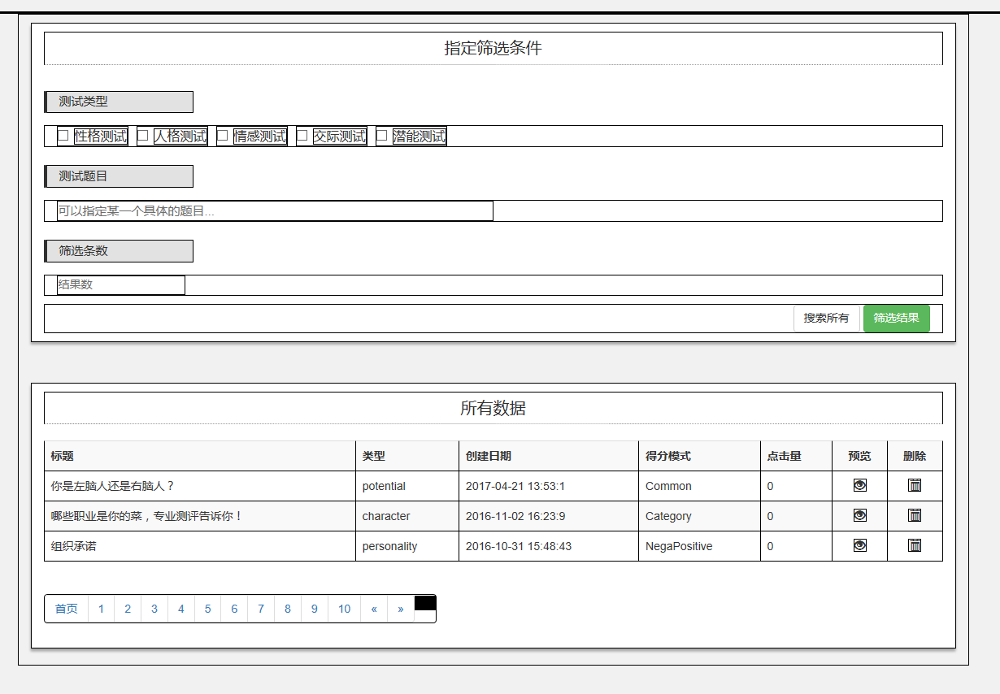 指定筛选条件
测试类型
性格测试 人格测试 情感测试 交际测试 潜能测试
测试题目
可以指定某一个具体的题目...
筛选条数
结果数
搜索所有 筛选结果
所有数据
标题 类型 创建日期 得分模式 点击量 预览 删除
你是左脑人还是右脑人？ potential 2017-04-21 13:53:1 Common 0
哪些职业是你的菜，专业测评告诉你！ character 2016-11-02 16:23:9 Category 0
组织承诺 personality 2016-10-31 15:48:43 NegaPositive 0
首页 1 2 3 4 5 6 7 8 9 10 « »